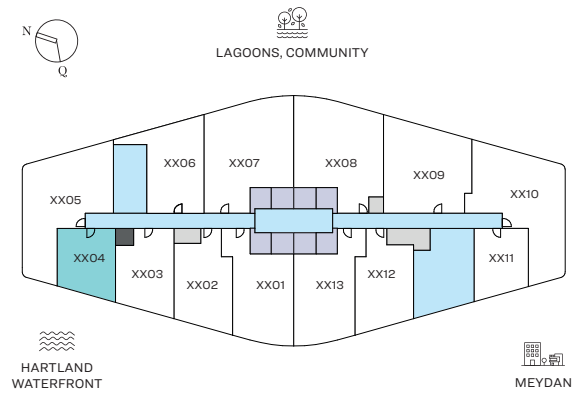 N
Q
LAGOONS, COMMUNITY
XX06
XX07
XX08
XX09
XX05
XX10
XX04
XX03
XX02
XX01
XX13
XX12
XX11
HARTLAND
WATERFRONT
MEYDAN